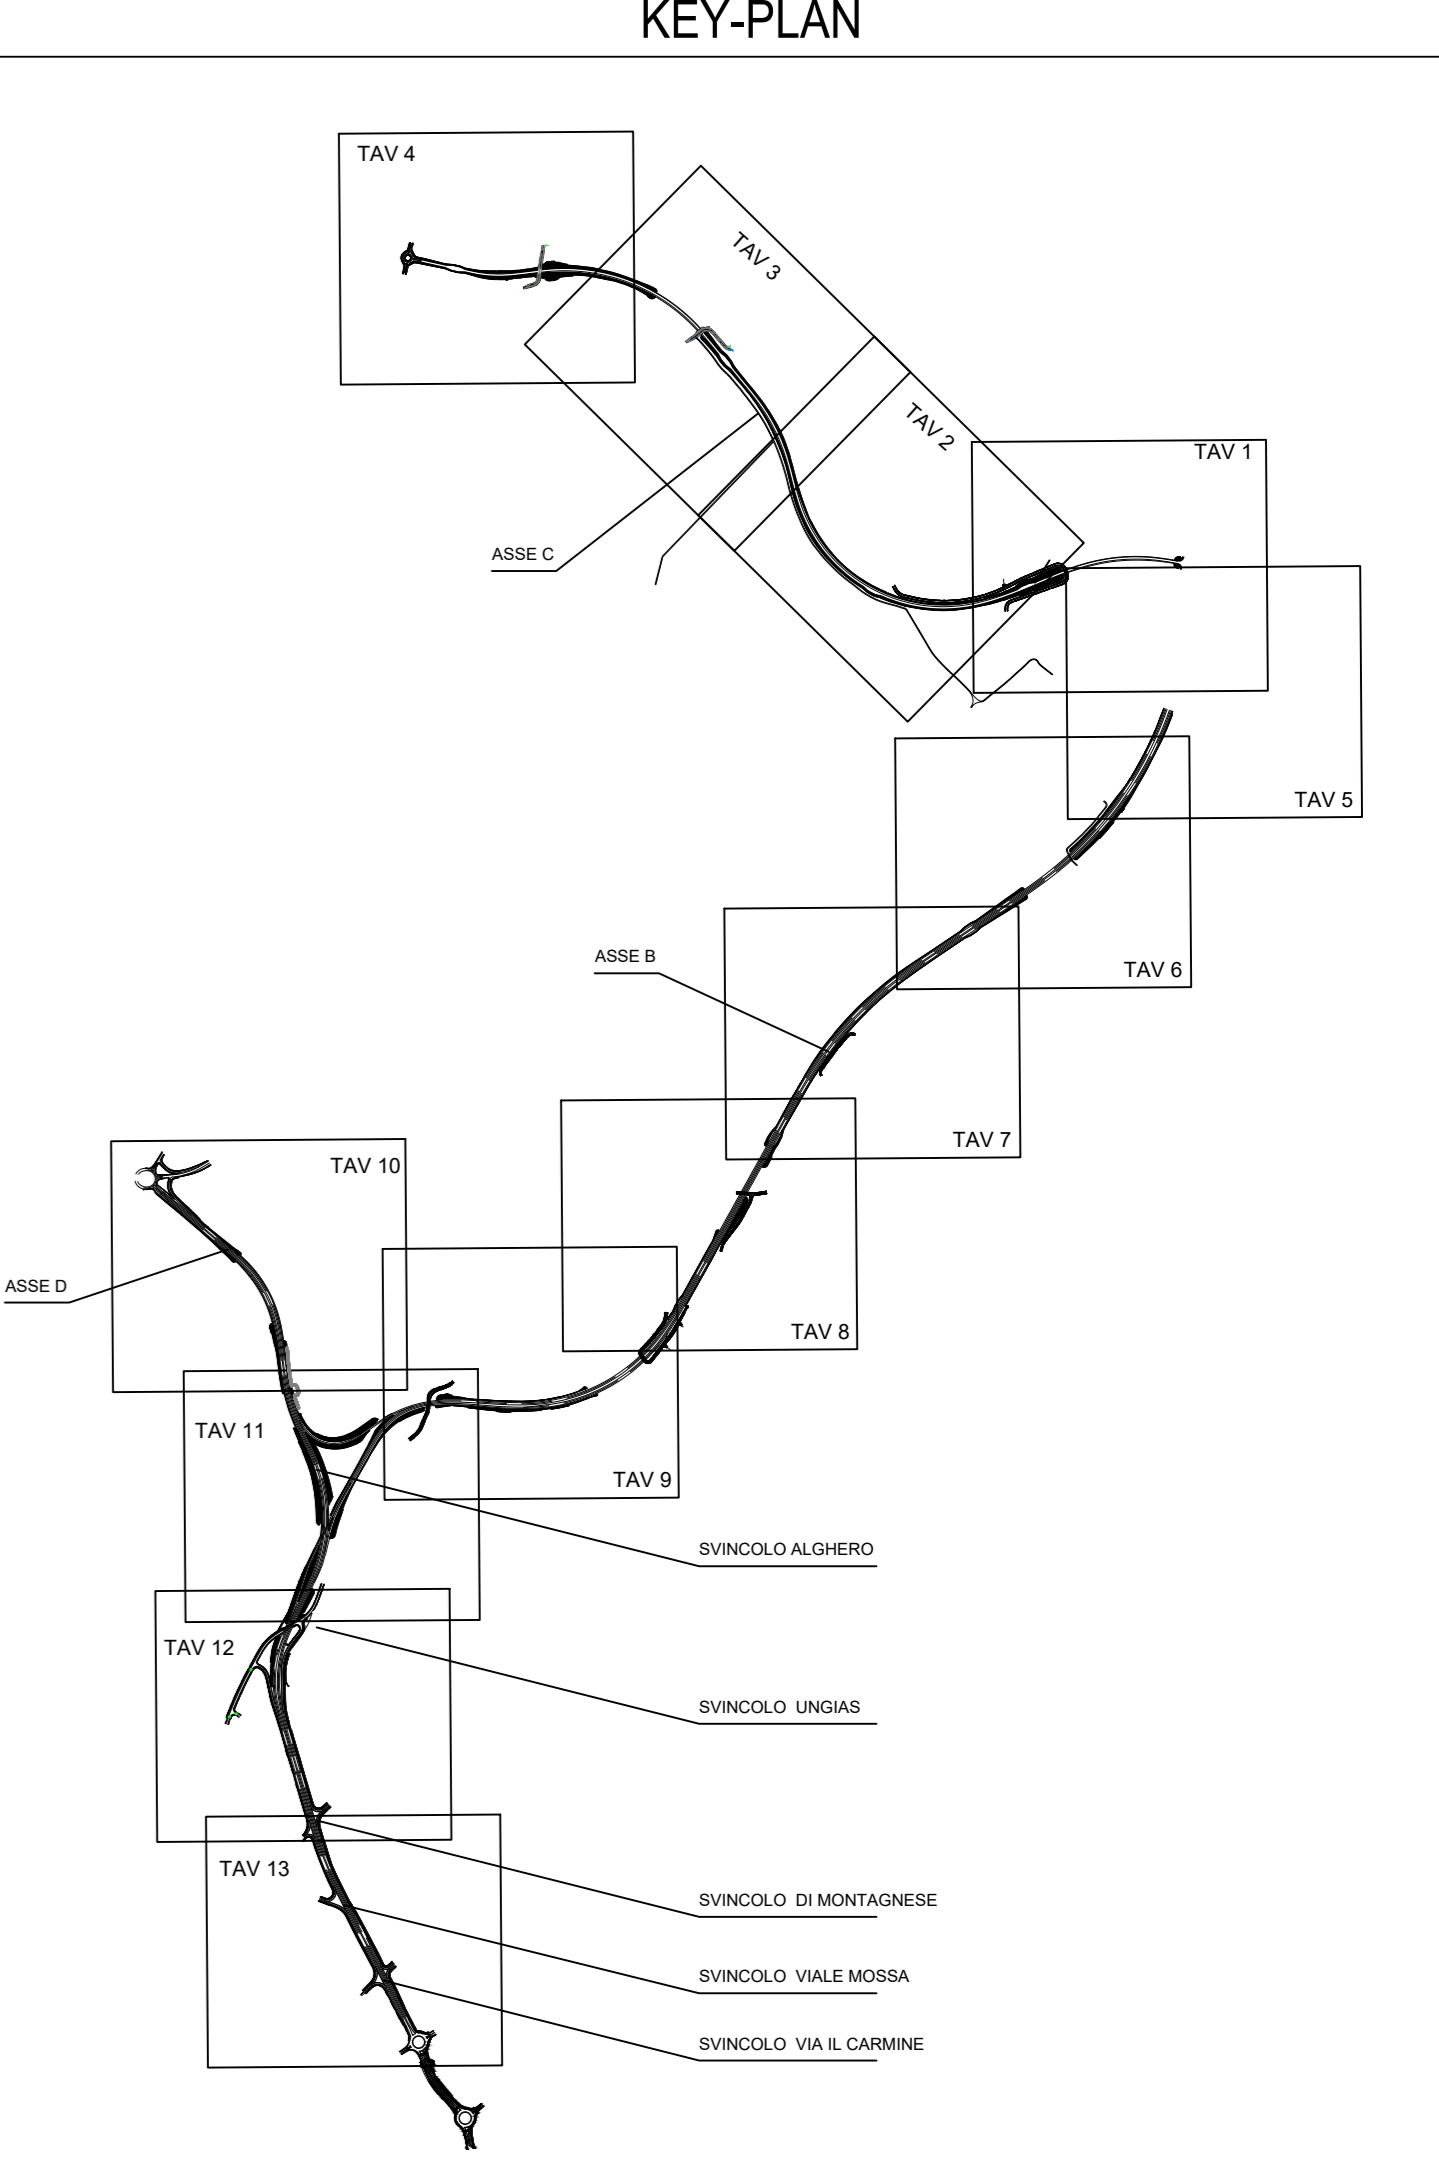 KEY-PLAN
TAV 4
TAV 3
TAV 2
TAV 1
ASSE C
TAV 5
ASSE B
TAV 6
TAV 7
TAV 10
ASSE D
TAV 8
TAV 11
TAV 9
SVINCOLO ALGHERO
TAV 12
SVINCOLO  UNGIAS
TAV 13
SVINCOLO  DI MONTAGNESE
SVINCOLO  VIALE MOSSA
SVINCOLO  VIA IL CARMINE